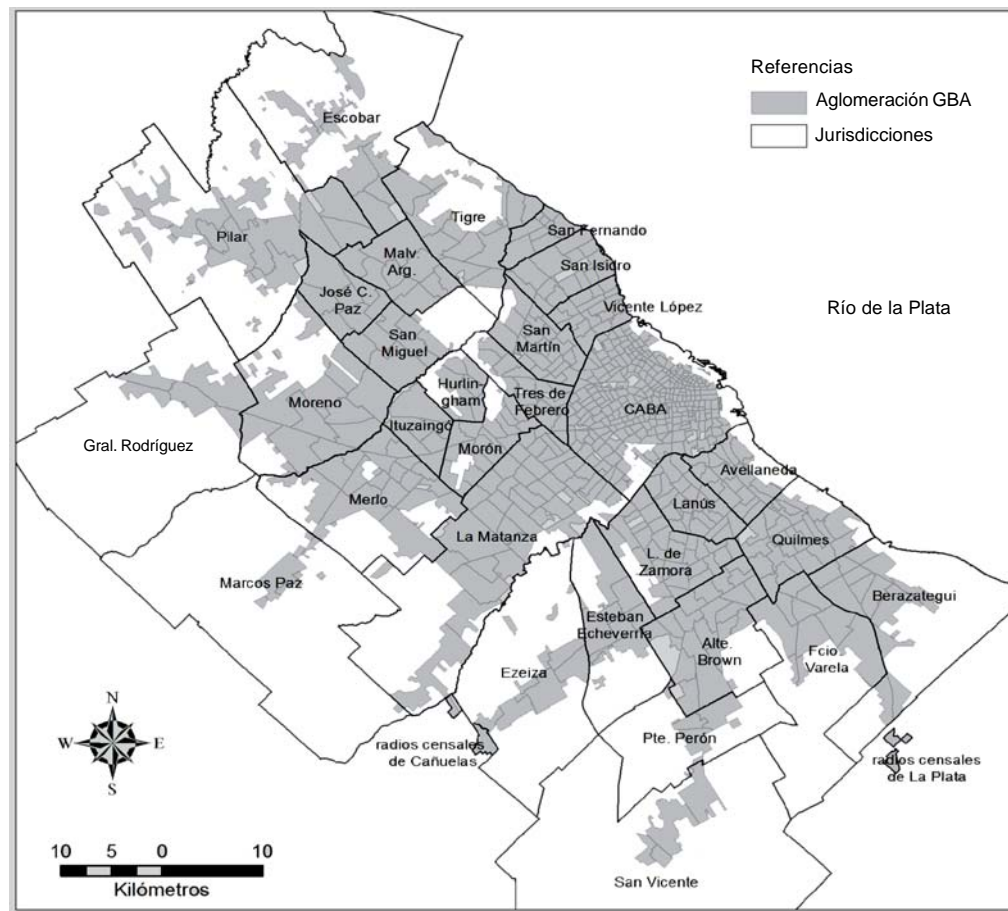 Referencias
Aglomeración GBA
Jurisdicciones
Escobar
Pilar
Tigre
San Fernando
Malv.
Arg.
San Isidro
José C.
Paz
Vicente López
Río de la Plata
San
Miguel
San
Martín
Hurlin-
gham
Tres de
Febrero
CABA
Moreno
Ituzaingó
Morón
Gral. Rodríguez
Avellaneda
Merlo
Lanús
La Matanza
Quilmes
L. de
Zamora
Marcos Paz
Berazategui
Esteban
Echeverría
Alte.
Brown
Fcio.
Varela
Ezeiza
Pte. Perón
radios censales
de Cañuelas
radios censales
de La Plata
San Vicente
N
W
E
S
10 5 0 10
Kilómetros